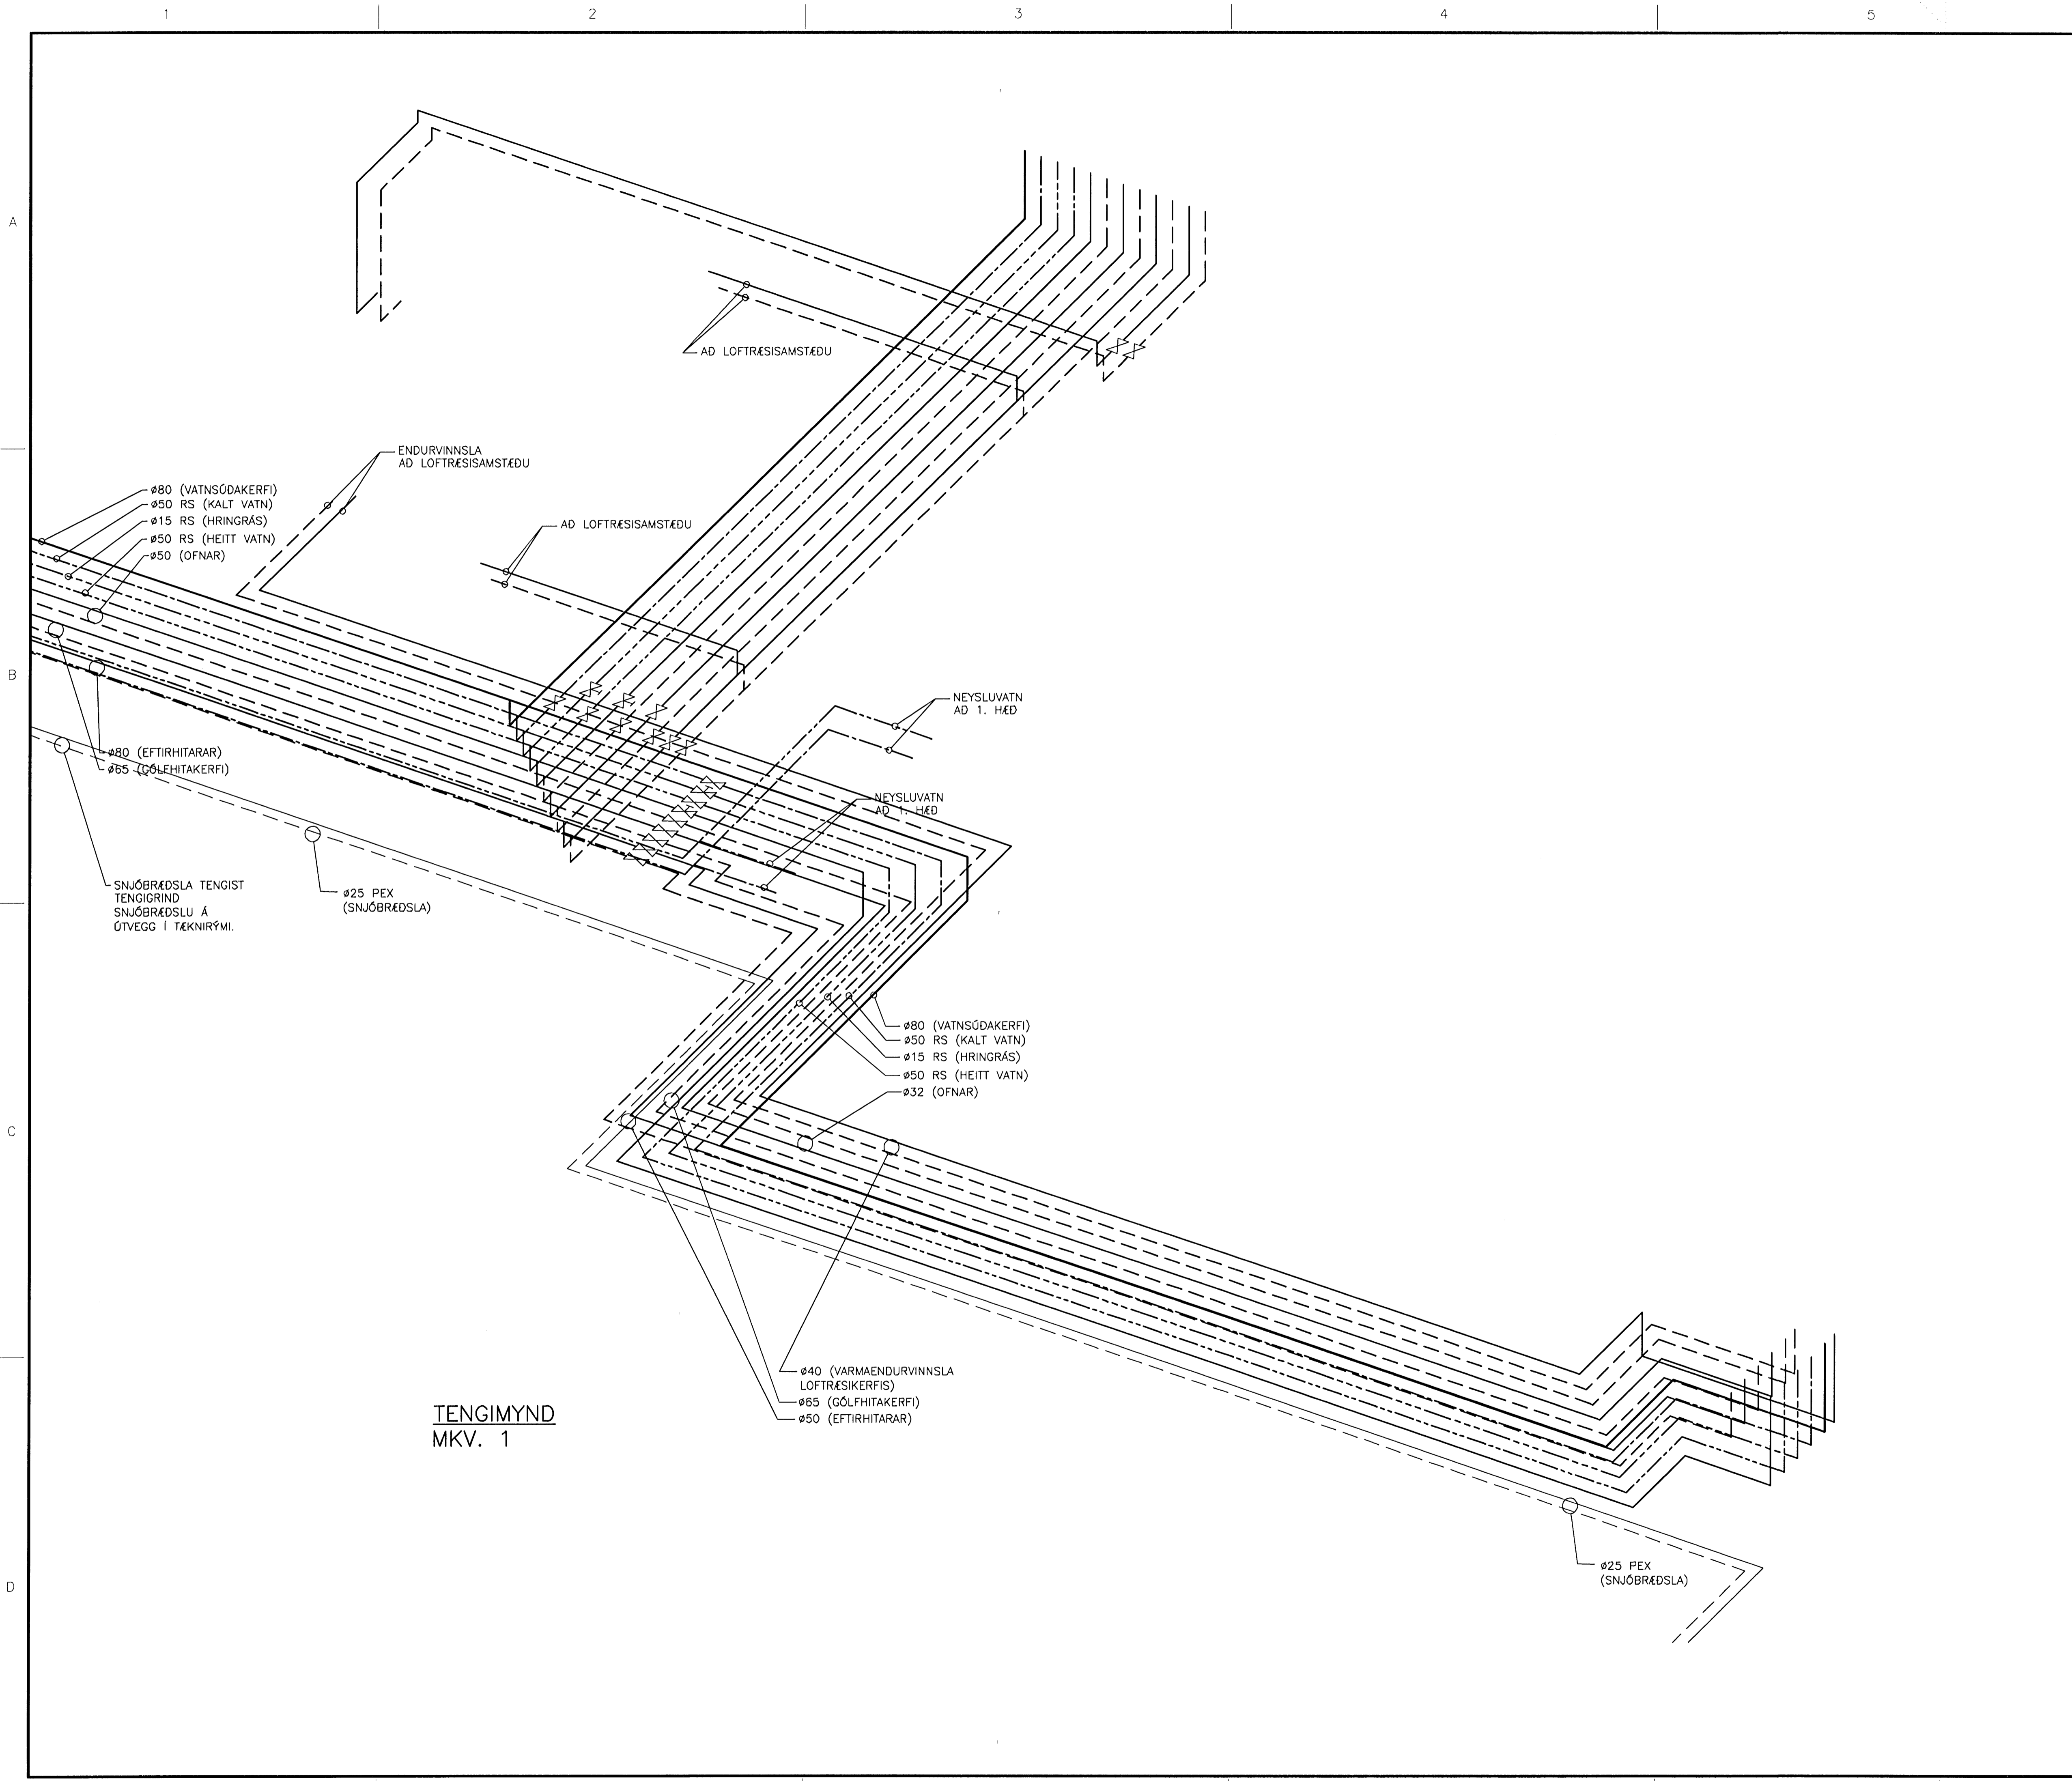 1
2
3
4
5
A
B
C
D
AÐ LOFTRÆSISAMSTÆÐU
ENDURVINNSLA
AÐ LOFTRÆSISAMSTÆÐU
ø80 (VATNSÚÐAKERFI)
ø50 RS (KALT VATN)
ø15 RS (HRINGRÁS)
ø50 RS (HEITT VATN)
ø50 (OFNAR)
AÐ LOFTRÆSISAMSTÆÐU
NEYSLUVATN
AÐ 1. HÆÐ
ø80 (EFTIRHITARAR)
ø65 (GÓLFHITAKERFI)
NEYSLUVATN
AÐ 1. HÆÐ
SNJÓBRÆÐSLA TENGIST
TENGIGRIND
SNJÓBRÆÐSLU Á
ÚTVEGG Í TÆKNIRÝMI.
ø25 PEX
(SNJÓBRÆÐSLA)
ø80 (VATNSÚÐAKERFI)
ø50 RS (KALT VATN)
ø15 RS (HRINGRÁS)
ø50 RS (HEITT VATN)
ø32 (OFNAR)
ø40 (VARMAENDURVINNSLA
LOFTRÆSIKERFIS)
ø65 (GÓLFHITAKERFI)
ø50 (EFTIRHITARAR)
TENGIMYND
MKV. 1
ø25 PEX
(SNJÓBRÆÐSLA)